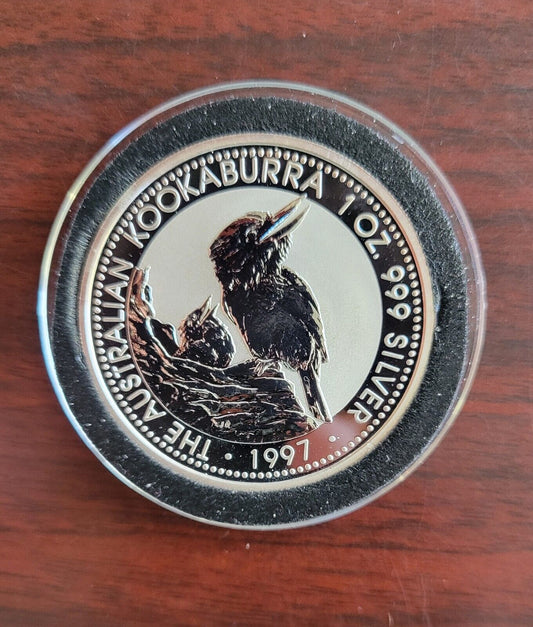 THE AUSTRALIAN KOOKABURRA 1 OZ. 999 SILVER
· 1997 ·